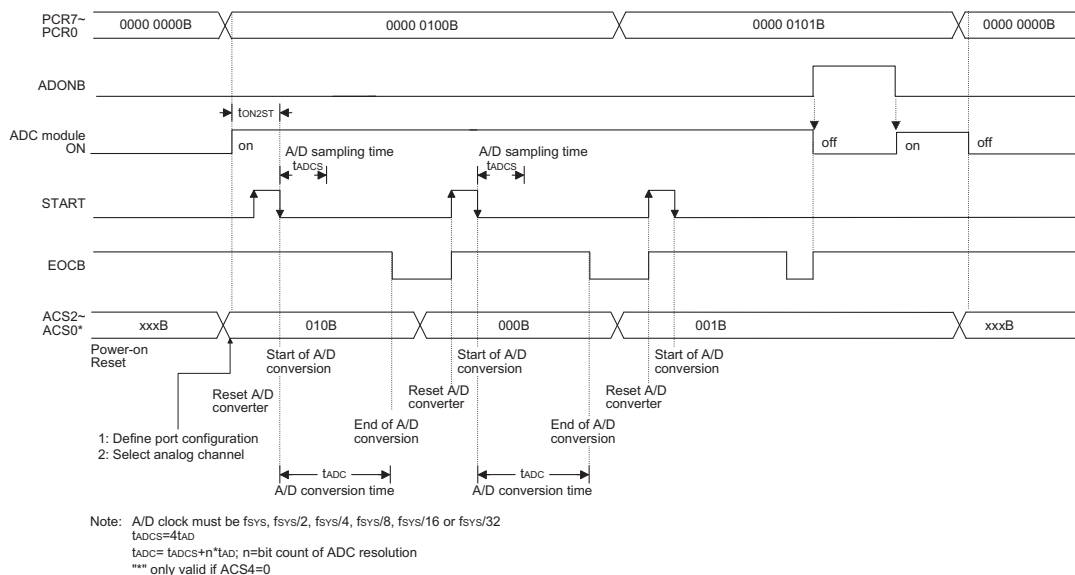 PCR7~
PCR0
0000 0000B
0000 0100B
0000 0101B
0000 0000B
ADONB
tON2ST
ADC module
ON
on
off
on
off
A/D sampling time
tADCS
A/D sampling time
tADCS
START
EOCB
ACS2~
ACS0*
xxxB
010B
000B
001B
xxxB
Power-on
Reset
Start of A/D
conversion
Start of A/D
conversion
Start of A/D
conversion
Reset A/D
converter
Reset A/D
converter
Reset A/D
converter
End of A/D
conversion
End of A/D
conversion
1: Define port configuration
2: Select analog channel
tADC
A/D conversion time
tADC
A/D conversion time
Note: A/D clock must be fSYS, fSYS/2, fSYS/4, fSYS/8, fSYS/16 or fSYS/32
tADCS=4tAD
tADC= tADCS+n*tAD; n=bit count of ADC resolution
"*" only valid if ACS4=0